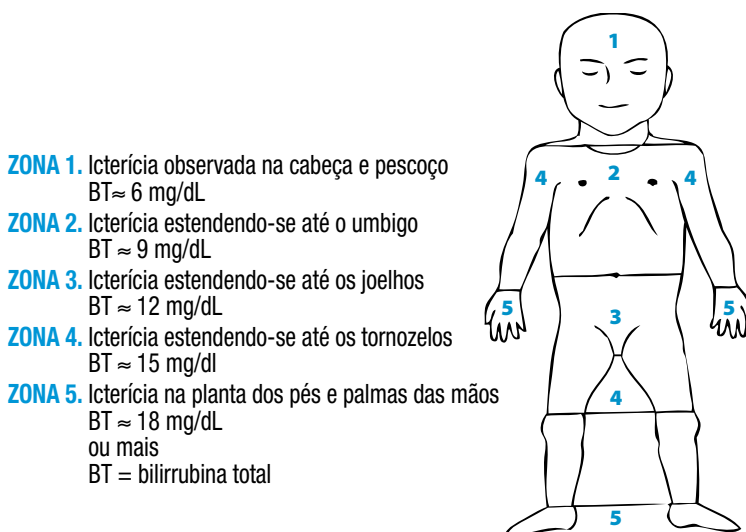 ZONA 1. Icterícia observada na cabeça e pescoço
BT≈ 6 mg/dL
ZONA 2. Icterícia estendendo-se até o umbigo
BT ≈ 9 mg/dL
ZONA 3. Icterícia estendendo-se até os joelhos
BT ≈ 12 mg/dL
ZONA 4. Icterícia estendendo-se até os tornozelos
BT ≈ 15 mg/dl
ZONA 5. Icterícia na planta dos pés e palmas das mãos
BT ≈ 18 mg/dL
ou mais
BT = bilirrubina total
1
4 2 4
5 3 5
4
5